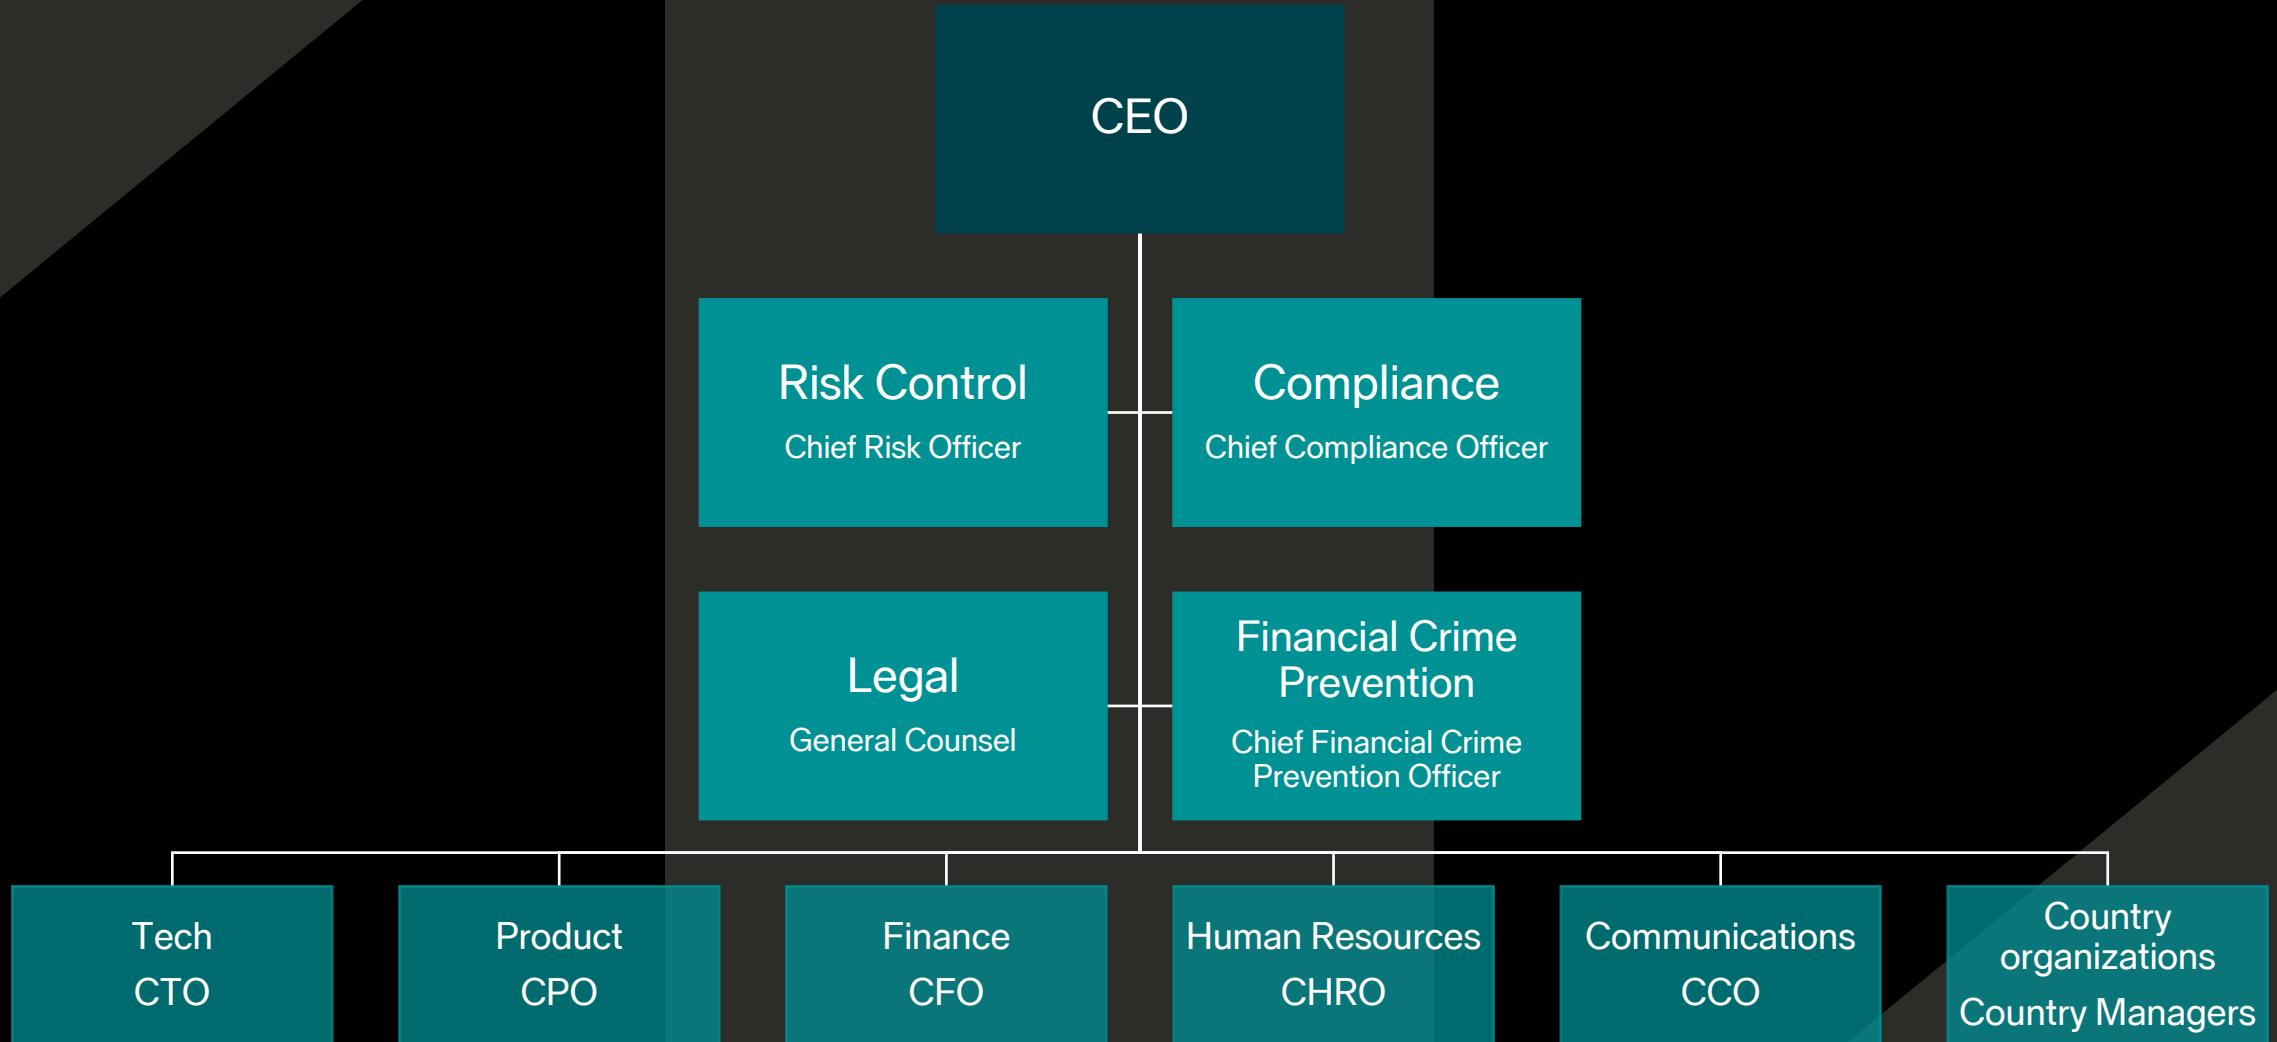 CEO
Risk Control
Chief Risk Officer
Compliance
Chief Compliance Officer
Legal
General Counsel
Financial Crime
Prevention
Chief Financial Crime
Prevention Officer
Tech
CTO
Product
CPO
Finance
CFO
Human Resources
CHRO
Communications
CCO
Country
organizations
Country Managers